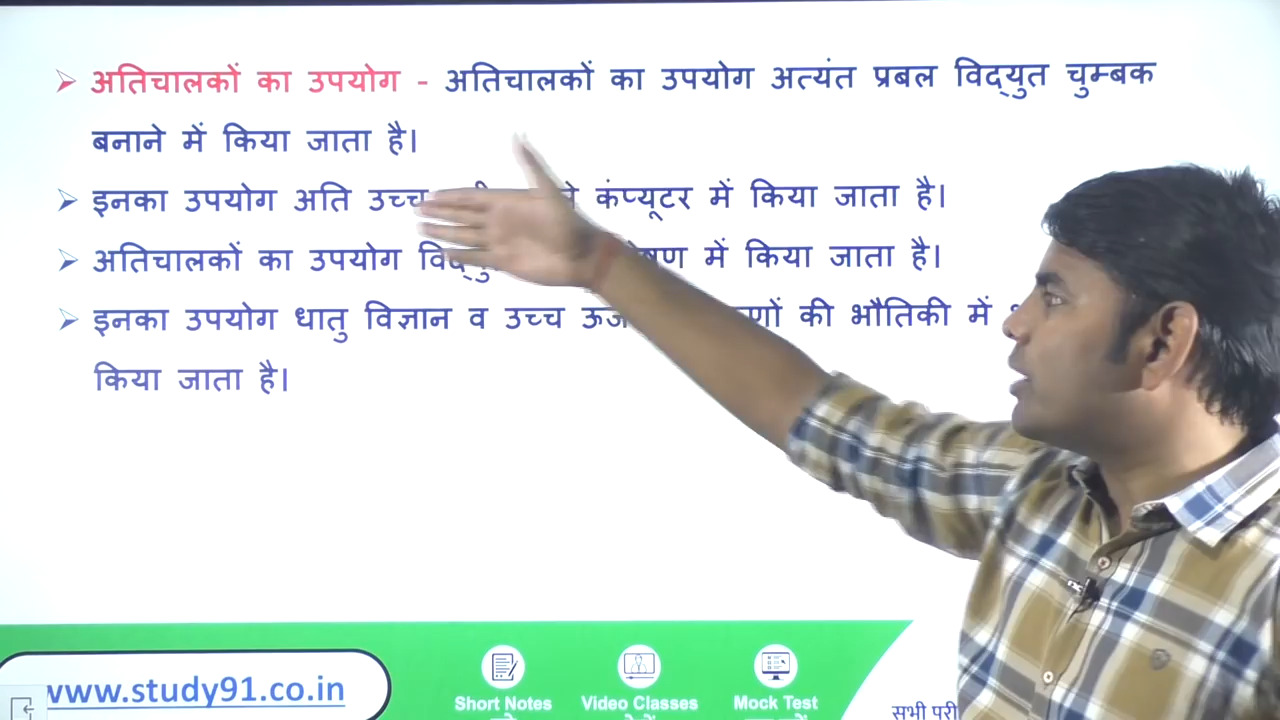 अतिचालकों का उपयोग - अतिचालकों का उपयोग अत्यंत प्रबल विद्युत चुम्बक
बनाने में किया जाता है।
इनका उपयोग अति उच्च कंप्यूटर में किया जाता है।
अतिचालकों का उपयोग में किया जाता है।
इनका उपयोग धातु विज्ञान व उच्च की भौतिकी में
किया जाता है।
www.study91.co.in
Short Notes Video Classes Mock Test
सभी